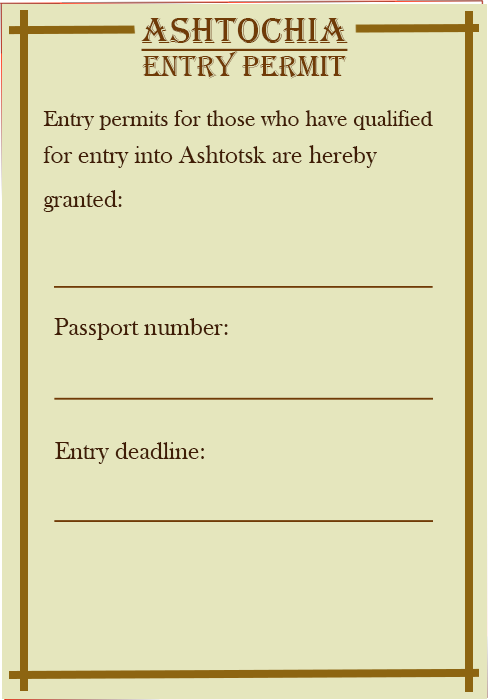 ASHTOCHIA
ENTRY PERMIT
Entry permits for those who have qualified
for entry into Ashtotsk are hereby
granted:
Passport number:
Entry deadline: